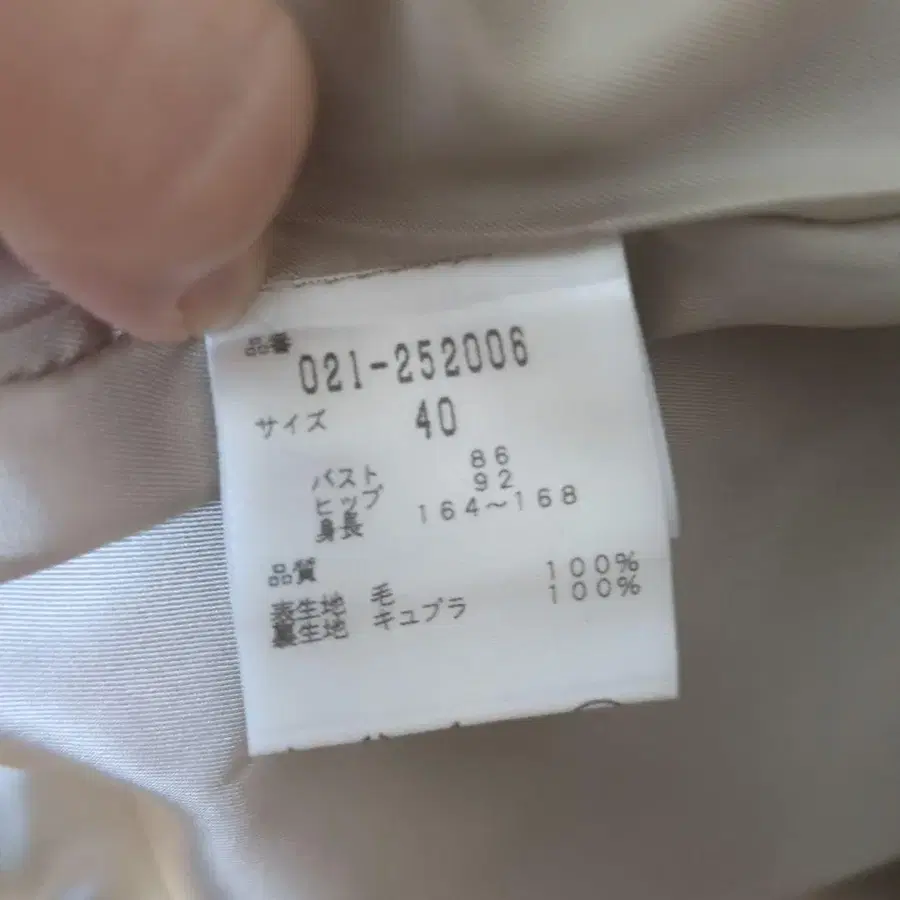 品番 021-252006
サイズ 40
バスト 86
ヒップ 92
身長 164～168
品質
表生地 毛 100%
裏生地 キュプラ 100%